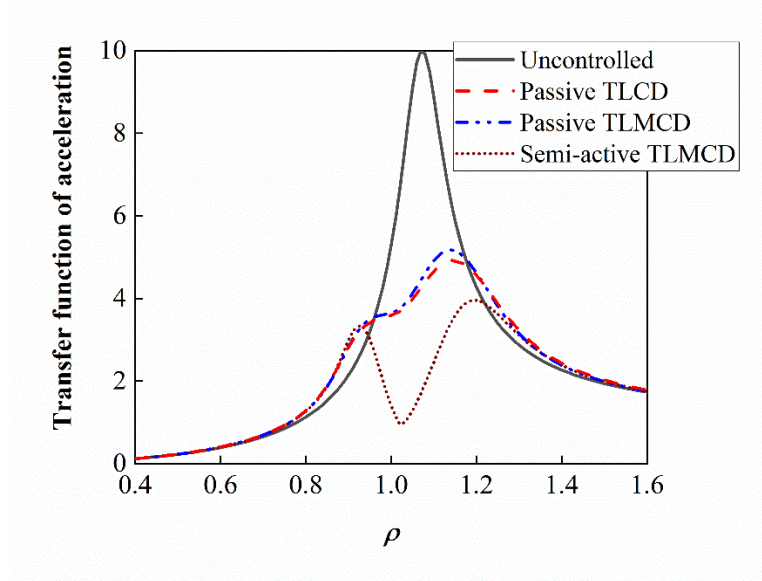 Transfer function of acceleration
10
8
6
4
2
0
Uncontrolled
Passive TLCD
Passive TLMCD
Semi-active TLMCD
0.4 0.6 0.8 1.0 1.2 1.4 1.6
ρ